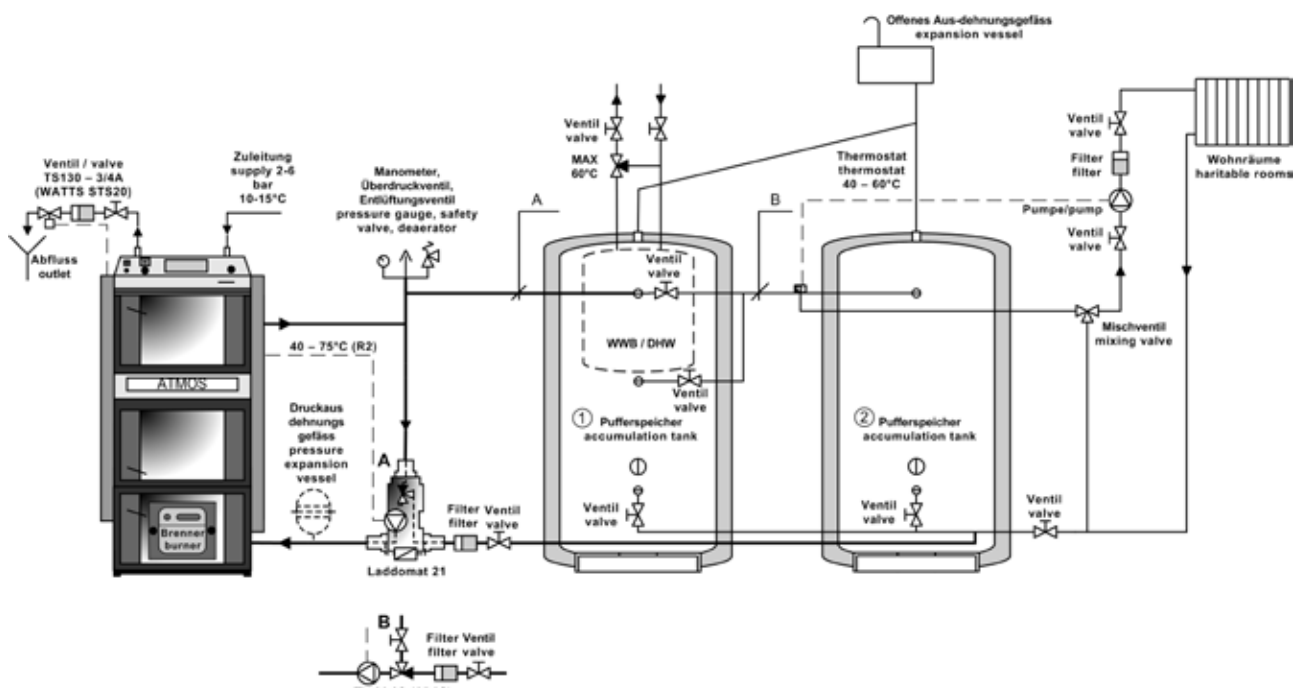 Offenes Aus-dehnungsgefäss
expansion vessel
Ventil / valve
TS130 – 3/4A
(WATTS STS20)
Zuleitung
supply 2-6
bar
10-15°C
Manometer,
Überdruckventil,
Entlüftungsventil
pressure gauge, safety
valve, deaerator
Ventil
valve
MAX
60°C
Thermostat
thermostat
40 – 60°C
Ventil
valve
Filter
filter
Pumpe/pump
Ventil
valve
Wohnräume
haritable rooms
Abfluss
outlet
A
B
Ventil
valve
Mischventil
mixing valve
40 – 75°C (R2)
WWB / DHW
Ventil
valve
ATMOS
Druckaus
dehnungs
gefäss
pressure
expansion
vessel
1 Pufferspeicher
accumulation tank
2 Pufferspeicher
accumulation tank
A
Filter Ventil
filter valve
Ventil
valve
Ventil
valve
Ventil
valve
Brenner
burner
Laddomat 21
B
Filter Ventil
filter valve